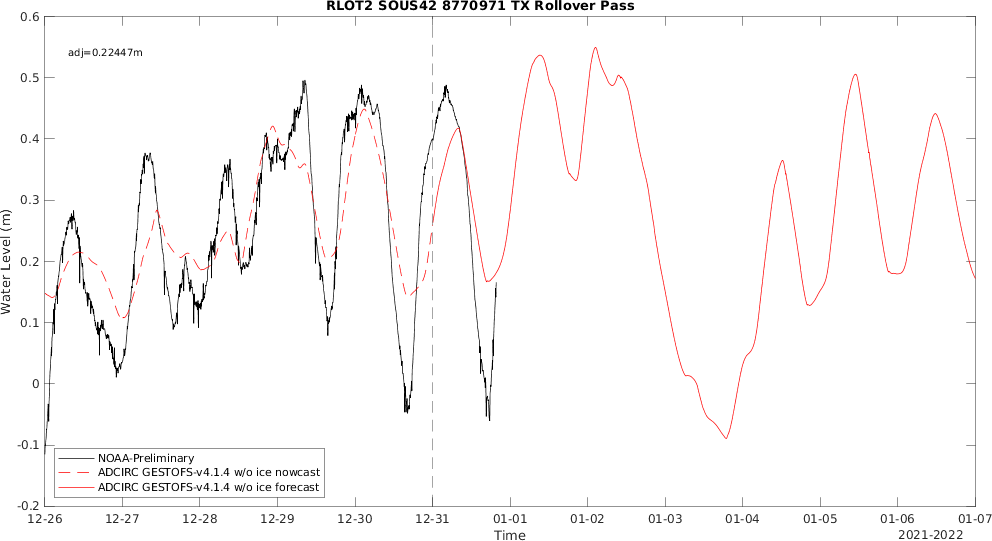 RLOT2 SOUS42 8770971 TX Rollover Pass
adj=0.22447m
Water Level (m)
0.6
0.5
0.4
0.3
0.2
0.1
0
-0.1
-0.2
NOAA-Preliminary
ADCIRC GESTOFS-v4.1.4 w/o ice nowcast
ADCIRC GESTOFS-v4.1.4 w/o ice forecast
12-26 12-27 12-28 12-29 12-30 12-31 01-01 01-02 01-03 01-04 01-05 01-06 01-07
Time
2021-2022